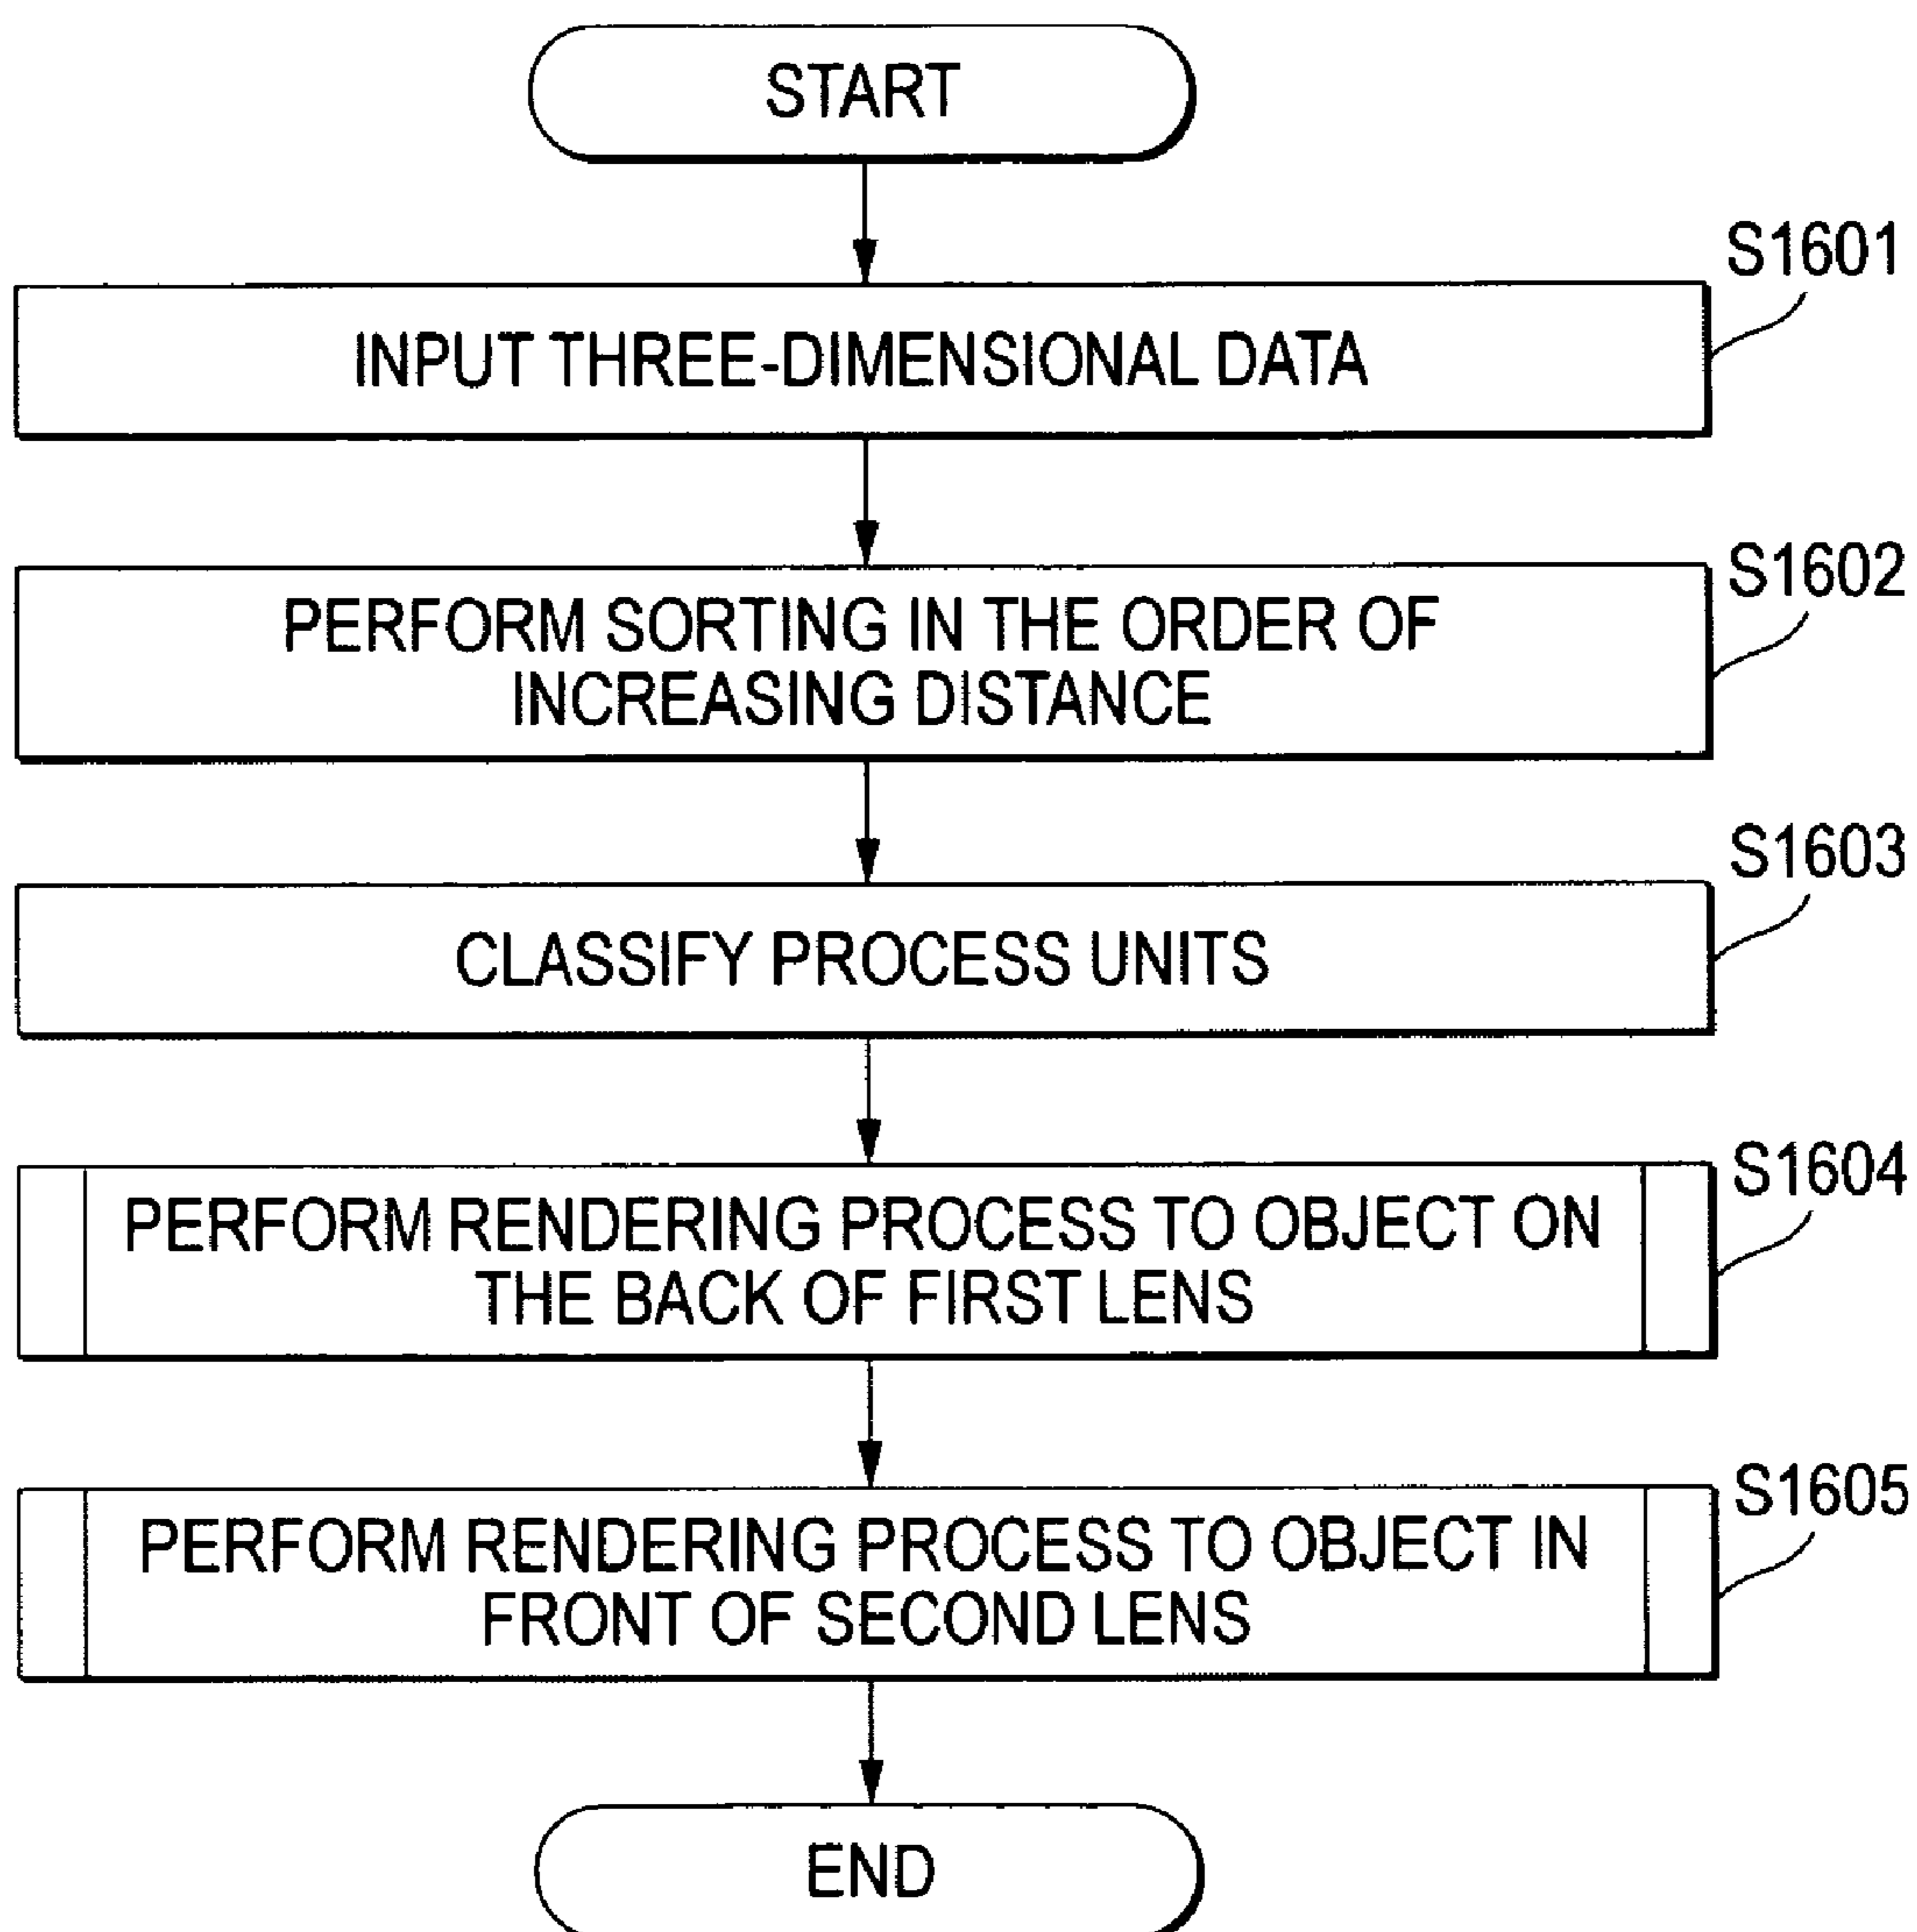 START
S1601
INPUT THREE-DIMENSIONAL DATA
S1602
PERFORM SORTING IN THE ORDER OF
INCREASING DISTANCE
S1603
CLASSIFY PROCESS UNITS
S1604
PERFORM RENDERING PROCESS TO OBJECT ON
THE BACK OF FIRST LENS
S1605
PERFORM RENDERING PROCESS TO OBJECT IN
FRONT OF SECOND LENS
END